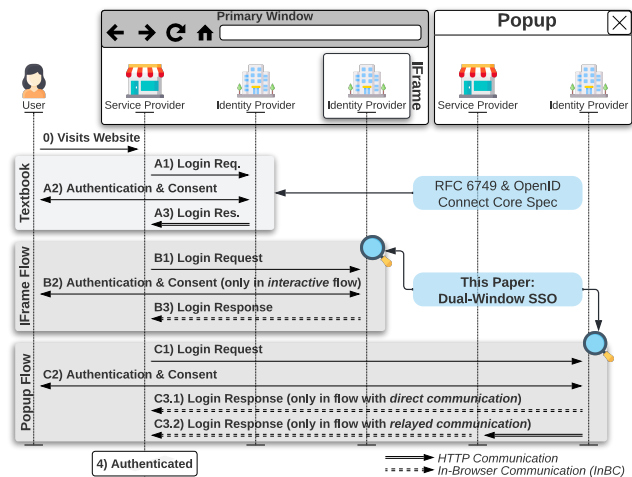 Primary Window
Popup
IFrame
User
Service Provider
Identity Provider
Identity Provider
Service Provider
Identity Provider
0) Visits Website
Textbook
A1) Login Req.
A2) Authentication & Consent
A3) Login Res.
RFC 6749 & OpenID
Connect Core Spec
IFrame Flow
B1) Login Request
B2) Authentication & Consent (only in interactive flow)
B3) Login Response
This Paper:
Dual-Window SSO
Popup Flow
C1) Login Request
C2) Authentication & Consent
C3.1) Login Response (only in flow with direct communication)
C3.2) Login Response (only in flow with relayed communication)
4) Authenticated
HTTP Communication
In-Browser Communication (InBC)